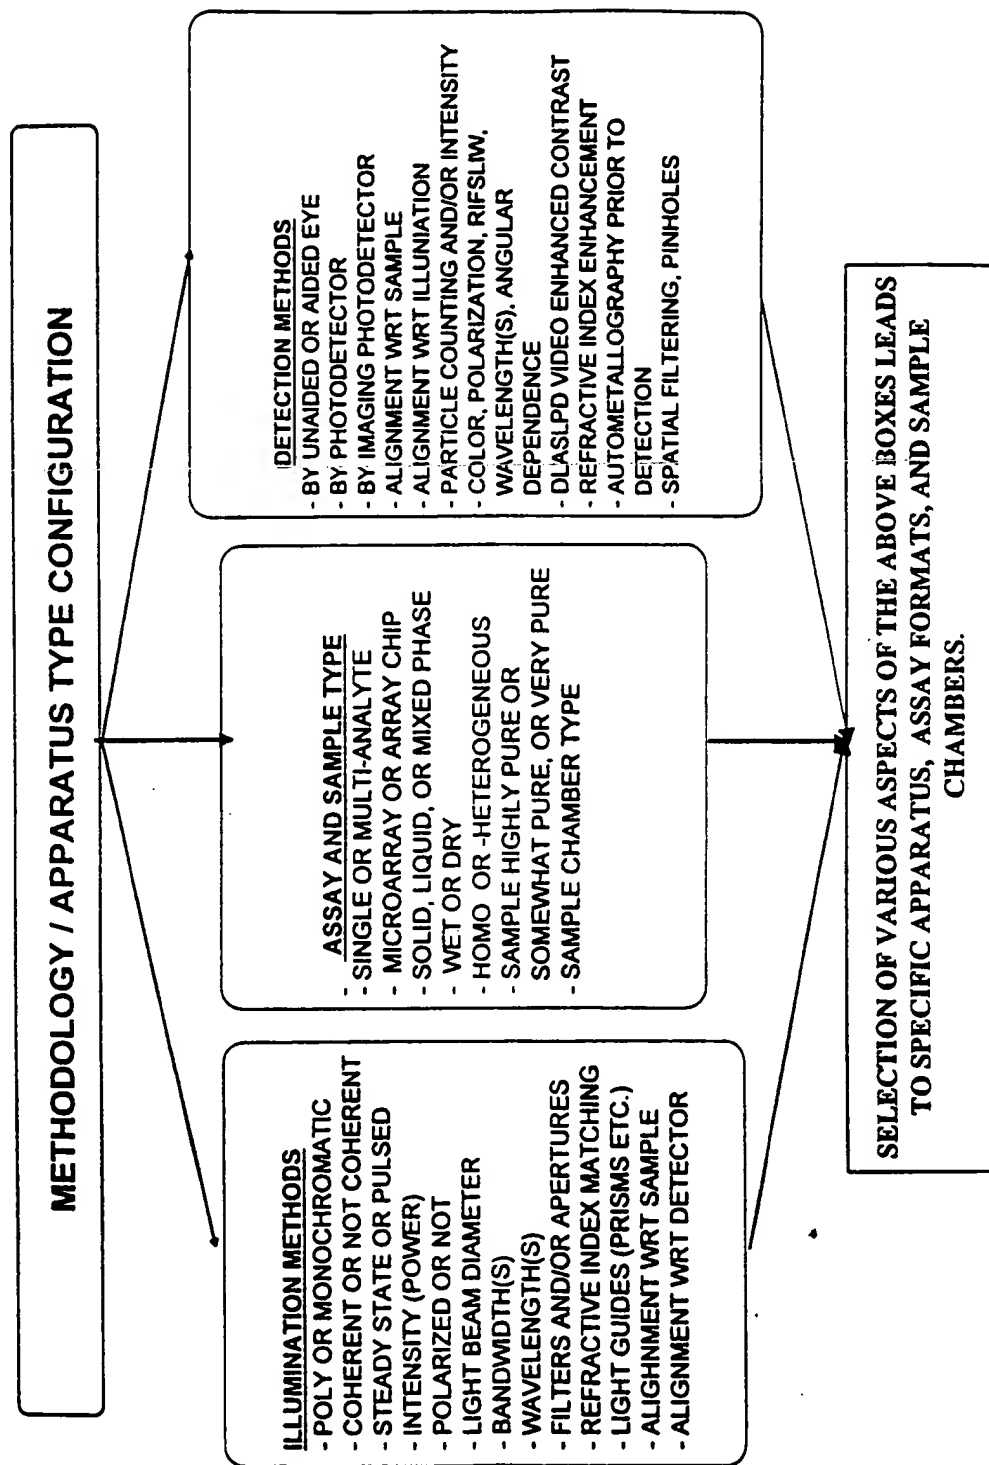 METHODOLOGY / APPARATUS TYPE CONFIGURATION
ILLUMINATION METHODS
- POLY OR MONOCHROMATIC
- COHERENT OR NOT COHERENT
- STEADY STATE OR PULSED
- INTENSITY (POWER)
- POLARIZED OR NOT
- LIGHT BEAM DIAMETER
- BANDWIDTH(S)
- WAVELENGTH(S)
- FILTERS AND/OR APERTURES
- REFRACTIVE INDEX MATCHING
- LIGHT GUIDES (PRISMS ETC.)
- ALIGHNMENT WRT SAMPLE
- ALIGNMENT WRT DETECTOR
- ASSAY AND SAMPLE TYPE
- SINGLE OR MULTI-ANALYTE
- MICROARRAY OR ARRAY CHIP
- SOLID, LIQUID, OR MIXED PHASE
- WET OR DRY
- HOMO OR -HETEROGENEOUS
- SAMPLE HIGHLY PURE OR
SOMEWHAT PURE, OR VERY PURE
- SAMPLE CHAMBER TYPE
DETECTION METHODS
- BY UNAIDED OR AIDED EYE
- BY PHOTODETECTOR
- BY IMAGING PHOTODETECTOR
- ALIGNMENT WRT SAMPLE
- ALIGNMENT WRT ILLUNIATION
- PARTICLE COUNTING AND/OR INTENSITY
- COLOR, POLARIZATION, RIFSLIW,
WAVELENGTH(S), ANGULAR
DEPENDENCE
- DLASLPD VIDEO ENHANCED CONTRAST
- REFRACTIVE INDEX ENHANCEMENT
- AUTOMETALLOGRAPHY PRIOR TO
DETECTION
- SPATIAL FILTERING, PINHOLES
SELECTION OF VARIOUS ASPECTS OF THE ABOVE BOXES LEADS
TO SPECIFIC APPARATUS, ASSAY FORMATS, AND SAMPLE
CHAMBERS.